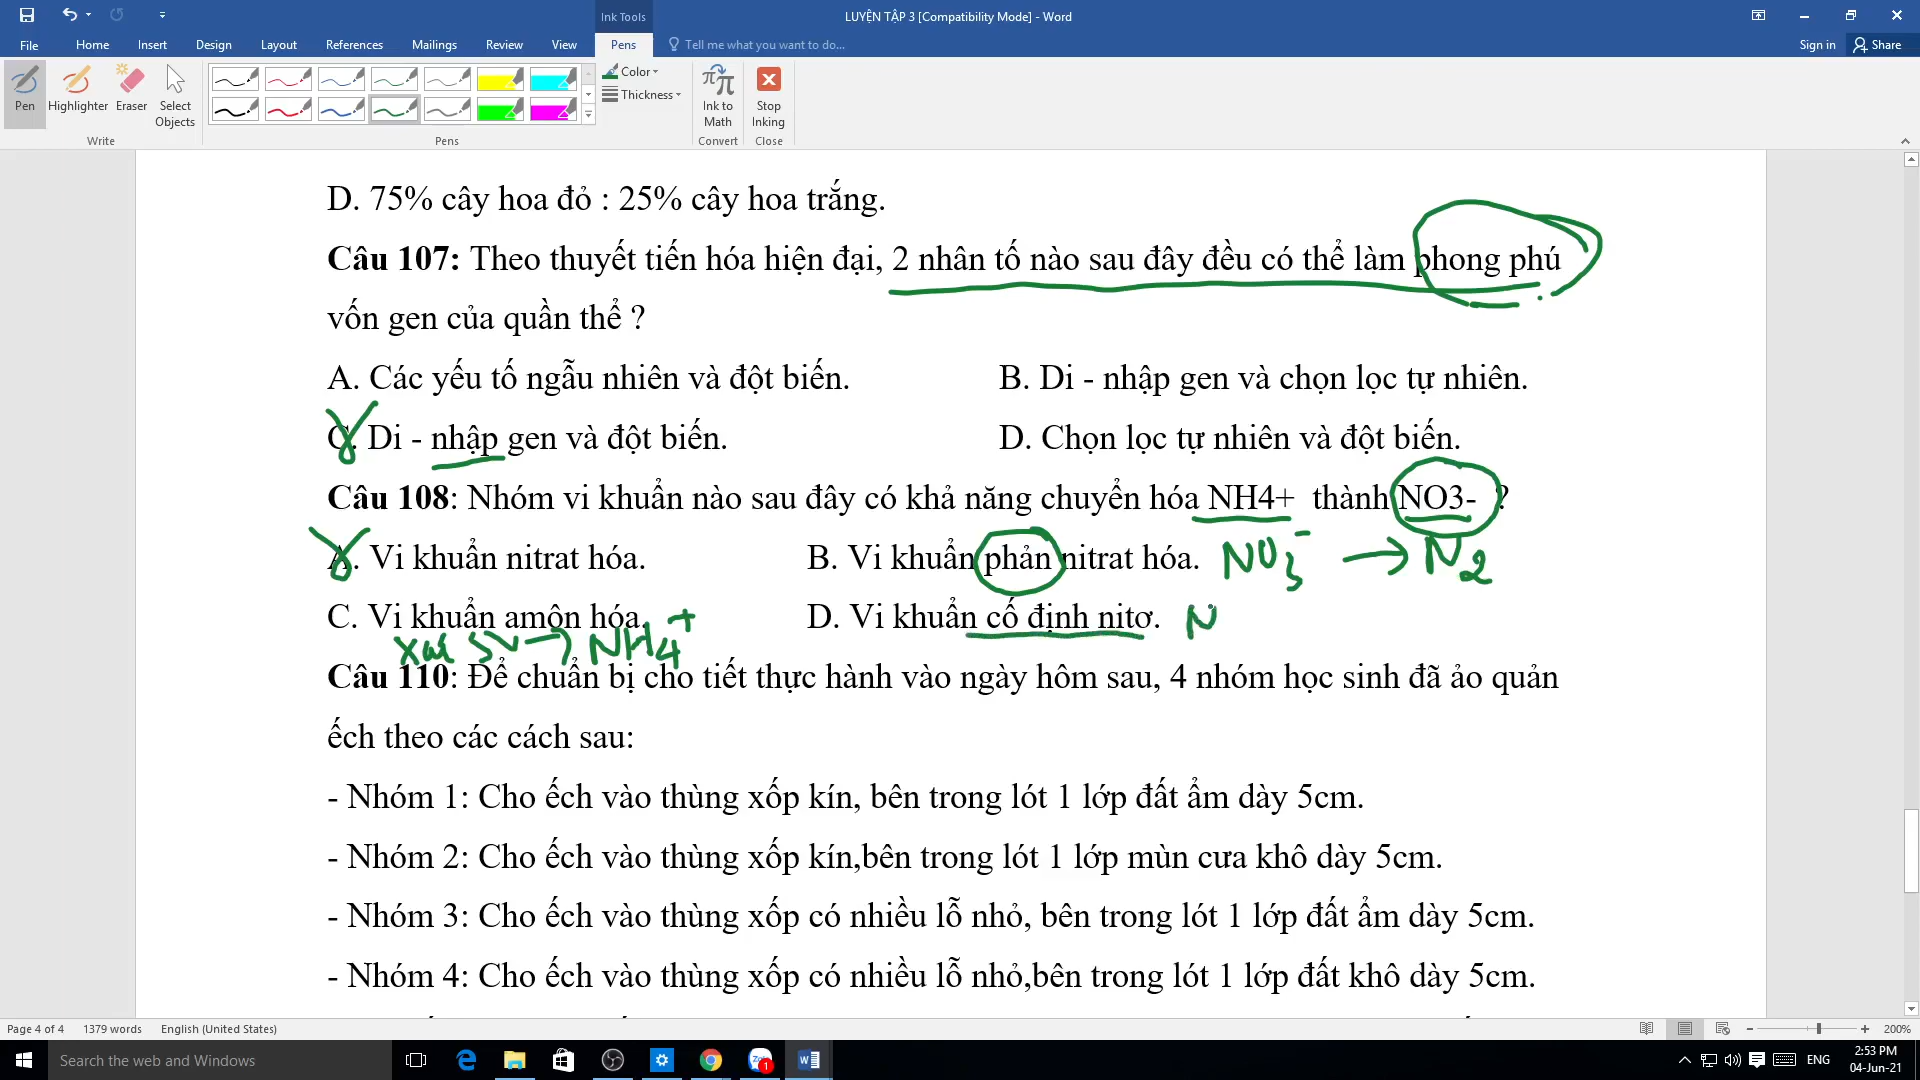 Ink Tools
LUYỆN TẬP 3 [Compatibility Mode] - Word
File Home Insert Design Layout References Mailings Review View Pens Tell me what you want to do... Sign in Share
Pen Highlighter Eraser Select Objects
Color
Thickness
Ink to Math
Stop Inking
Write Pens Convert Close
D. 75% cây hoa đỏ : 25% cây hoa trắng.
Câu 107: Theo thuyết tiến hóa hiện đại, 2 nhân tố nào sau đây đều có thể làm phong phú
vốn gen của quần thể ?
A. Các yếu tố ngẫu nhiên và đột biến. B. Di - nhập gen và chọn lọc tự nhiên.
C. Di - nhập gen và đột biến. D. Chọn lọc tự nhiên và đột biến.
Câu 108: Nhóm vi khuẩn nào sau đây có khả năng chuyển hóa NH4+ thành NO3- ?
A. Vi khuẩn nitrat hóa. B. Vi khuẩn phản nitrat hóa. NO3- → N2
C. Vi khuẩn amôn hóa. D. Vi khuẩn cố định nitơ. N
xác SV → NH4+
Câu 110: Để chuẩn bị cho tiết thực hành vào ngày hôm sau, 4 nhóm học sinh đã ảo quản
ếch theo các cách sau:
- Nhóm 1: Cho ếch vào thùng xốp kín, bên trong lót 1 lớp đất ẩm dày 5cm.
- Nhóm 2: Cho ếch vào thùng xốp kín,bên trong lót 1 lớp mùn cưa khô dày 5cm.
- Nhóm 3: Cho ếch vào thùng xốp có nhiều lỗ nhỏ, bên trong lót 1 lớp đất ẩm dày 5cm.
- Nhóm 4: Cho ếch vào thùng xốp có nhiều lỗ nhỏ,bên trong lót 1 lớp đất khô dày 5cm.
Page 4 of 4 1379 words English (United States) 200%
Search the web and Windows
ENG
2:53 PM
04-Jun-21